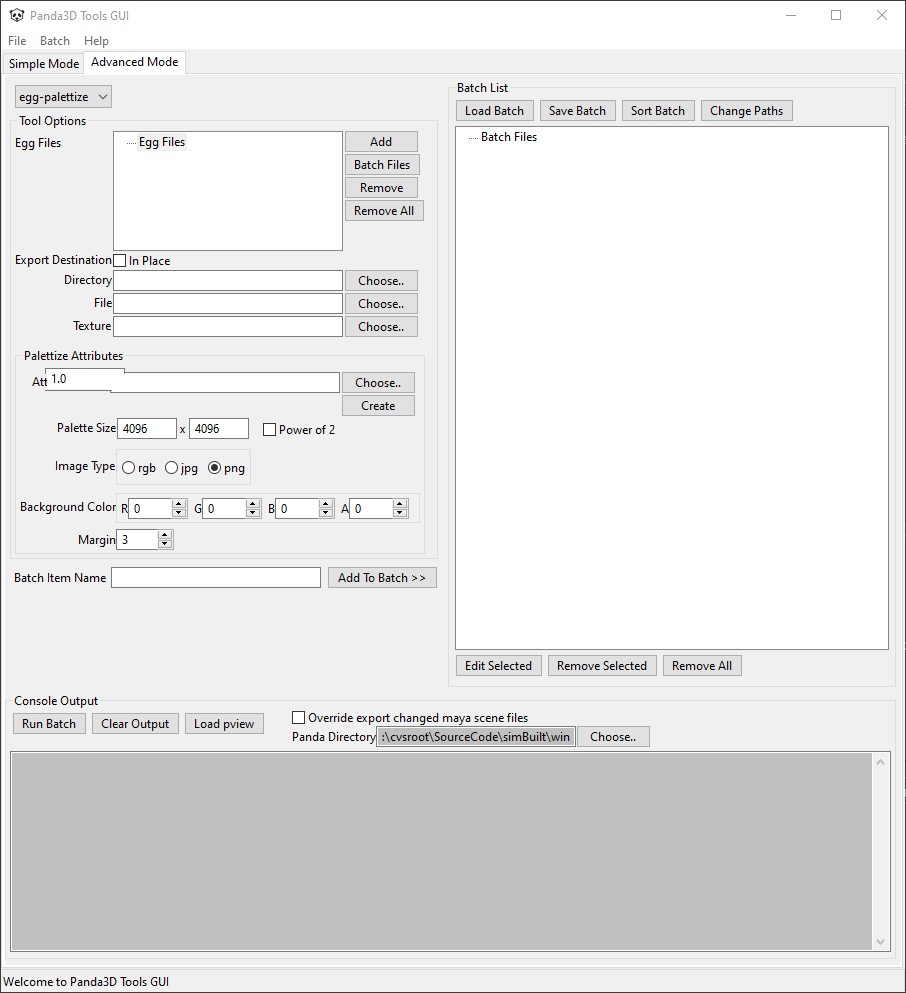 Panda3D Tools GUI
File Batch Help
Simple Mode Advanced Mode
egg-palettize
Tool Options
Egg Files
Egg Files
Add
Batch Files
Remove
Remove All
Export Destination In Place
Directory Choose..
File Choose..
Texture Choose..
Palettize Attributes
Att 1.0 Choose..
Create
Palette Size 4096 x 4096 Power of 2
Image Type rgb jpg png
Background Color R 0 G 0 B 0 A 0
Margin 3
Batch Item Name Add To Batch >>
Batch List
Load Batch Save Batch Sort Batch Change Paths
Batch Files
Edit Selected Remove Selected Remove All
Console Output
Run Batch Clear Output Load pview
Override export changed maya scene files
Panda Directory :\cvsroot\SourceCode\simBuilt\win Choose..
Welcome to Panda3D Tools GUI